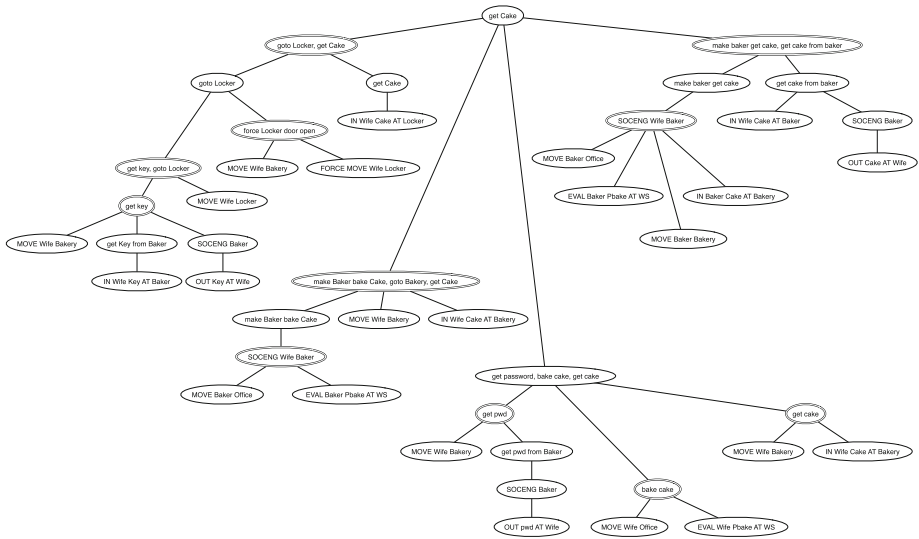 get Cake
goto Locker, get Cake
make baker get cake, get cake from baker
goto Locker
get Cake
make baker get cake
get cake from baker
IN Wife Cake AT Locker
SOCENG Wife Baker
IN Wife Cake AT Baker
SOCENG Baker
force Locker door open
MOVE Baker Office
OUT Cake AT Wife
get key, goto Locker
MOVE Wife Bakery
FORCE MOVE Wife Locker
EVAL Baker Pbake AT WS
IN Baker Cake AT Bakery
MOVE Wife Locker
get key
MOVE Baker Bakery
MOVE Wife Bakery
get Key from Baker
SOCENG Baker
IN Wife Key AT Baker
OUT Key AT Wife
make Baker bake Cake, goto Bakery, get Cake
make Baker bake Cake
MOVE Wife Bakery
IN Wife Cake AT Bakery
SOCENG Wife Baker
get password, bake cake, get cake
MOVE Baker Office
EVAL Baker Pbake AT WS
get pwd
get cake
MOVE Wife Bakery
get pwd from Baker
MOVE Wife Bakery
IN Wife Cake AT Bakery
SOCENG Baker
bake cake
OUT pwd AT Wife
MOVE Wife Office
EVAL Wife Pbake AT WS